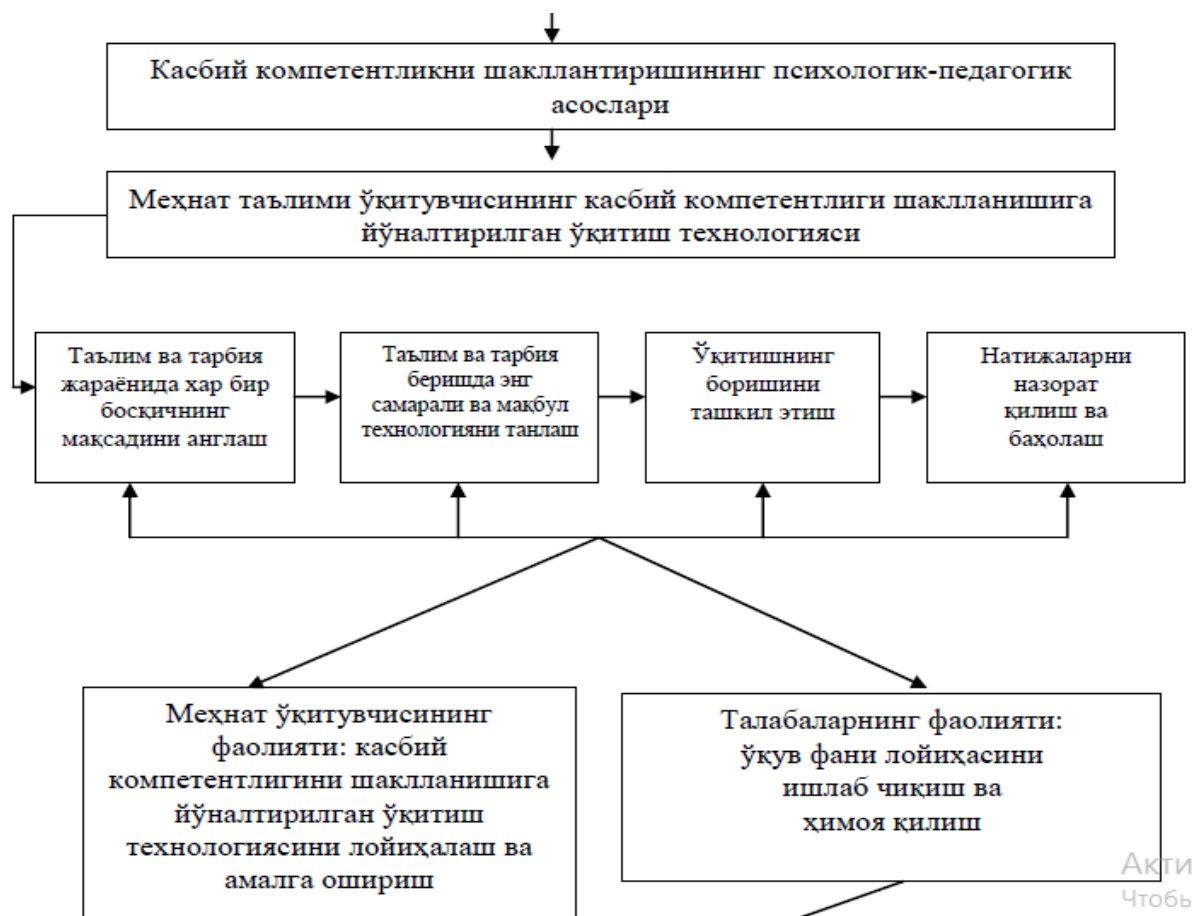 Касбий компетентликни шакллантиришининг психологик-педагогик
асослари
Меҳнат таълими ўқитувчисининг касбий компетентлиги шаклланишига
йўналтирилган ўқитиш технологияси
Таълим ва тарбия
жараёнида хар бир
босқичнинг
мақсадини англаш
Таълим ва тарбия
беришда энг
самарали ва мақбул
технологияни танлаш
Ўқитишнинг
боришини
ташкил этиш
Натижаларни
назорат
қилиш ва
баҳолаш
Меҳнат ўқитувчисининг
фаолияти: касбий
компетентлигини шаклланишига
йўналтирилган ўқитиш
технологиясини лойиҳалаш ва
амалга ошириш
Талабаларнинг фаолияти:
ўқув фани лойиҳасини
ишлаб чиқиш ва
ҳимоя қилиш
Акти
Чтобь